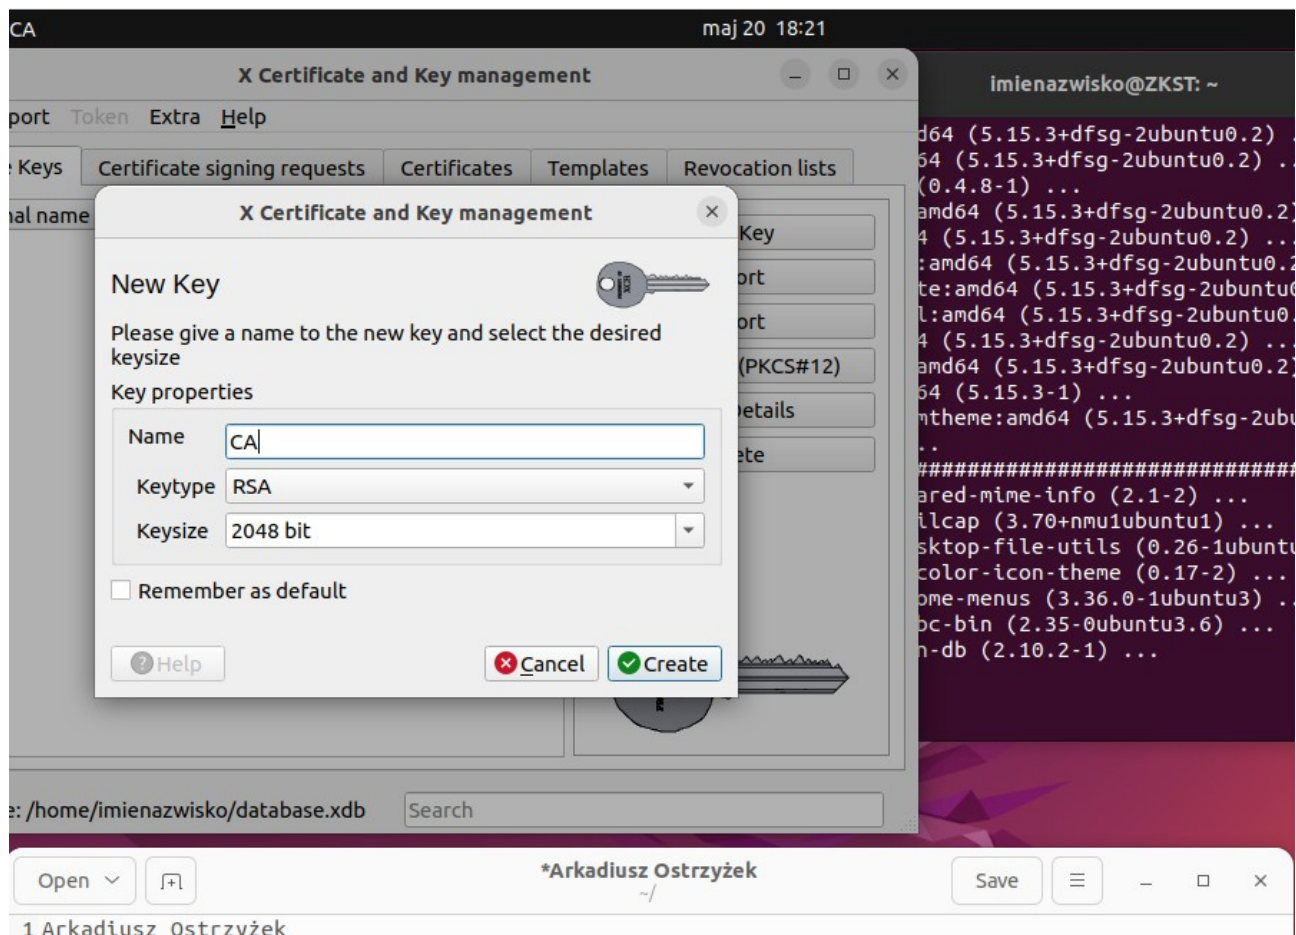 CA
maj 20 18:21
X Certificate and Key management
port Token Extra Help
Keys Certificate signing requests Certificates Templates Revocation lists
nal name
Key
ort
ort
(PKCS#12)
Details
ete
X Certificate and Key management
New Key
Please give a name to the new key and select the desired
keysize
Key properties
Name CA
Keytype RSA
Keysize 2048 bit
Remember as default
Help Cancel Create
e: /home/imienazwisko/database.xdb Search
imienazwisko@ZKST: ~
d64 (5.15.3+dfsg-2ubuntu0.2) .
54 (5.15.3+dfsg-2ubuntu0.2) ..
(0.4.8-1) ...
amd64 (5.15.3+dfsg-2ubuntu0.2)
4 (5.15.3+dfsg-2ubuntu0.2) ...
:amd64 (5.15.3+dfsg-2ubuntu0.2
te:amd64 (5.15.3+dfsg-2ubuntu0
l:amd64 (5.15.3+dfsg-2ubuntu0.
4 (5.15.3+dfsg-2ubuntu0.2) ...
amd64 (5.15.3+dfsg-2ubuntu0.2)
54 (5.15.3-1) ...
mtheme:amd64 (5.15.3+dfsg-2ubu
..
##############################
ared-mime-info (2.1-2) ...
ilcap (3.70+nmu1ubuntu1) ...
sktop-file-utils (0.26-1ubuntu
color-icon-theme (0.17-2) ...
ome-menus (3.36.0-1ubuntu3) ..
bc-bin (2.35-0ubuntu3.6) ...
n-db (2.10.2-1) ...
Open *Arkadiusz Ostrzyżek Save
~/
1 Arkadiusz Ostrzyżek